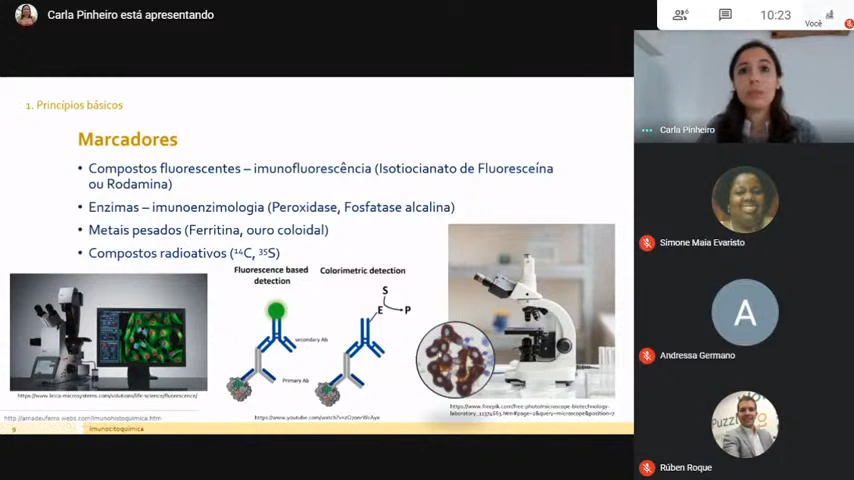 Carla Pinheiro está apresentando
6
10:23
Você
1. Princípios básicos
Marcadores
• Compostos fluorescentes – imunofluorescência (Isotiocianato de Fluoresceína
ou Rodamina)
• Enzimas – imunoenzimologia (Peroxidase, Fosfatase alcalina)
• Metais pesados (Ferritina, ouro coloidal)
• Compostos radioativos (¹⁴C, ³⁵S)
Fluorescence based
detection
Colorimetric detection
S
E
P
secondary Ab
Primary Ab
9
Imunocitoquímica
Carla Pinheiro
Simone Maia Evaristo
A
Andressa Germano
Rúben Roque